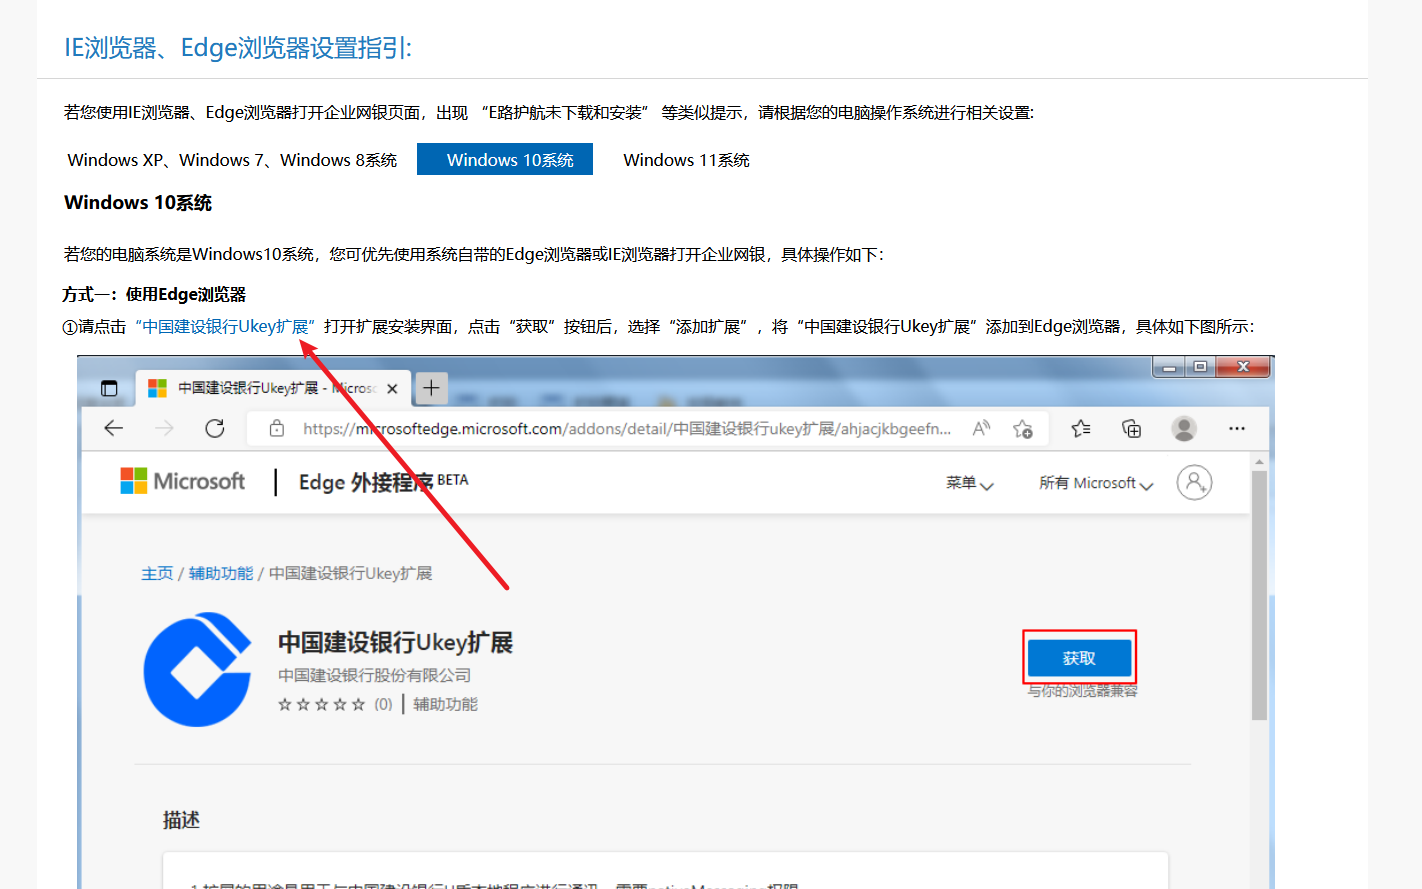 IE浏览器、Edge浏览器设置指引:
若您使用IE浏览器、Edge浏览器打开企业网银页面，出现 “E路护航未下载和安装” 等类似提示，请根据您的电脑操作系统进行相关设置:
Windows XP、Windows 7、Windows 8系统 Windows 10系统 Windows 11系统
Windows 10系统
若您的电脑系统是Windows10系统，您可优先使用系统自带的Edge浏览器或IE浏览器打开企业网银，具体操作如下：
方式一：使用Edge浏览器
①请点击“中国建设银行Ukey扩展”打开扩展安装界面，点击“获取”按钮后，选择“添加扩展”，将“中国建设银行Ukey扩展”添加到Edge浏览器，具体如下图所示：
中国建设银行Ukey扩展 - Microsc
https://microsoftedge.microsoft.com/addons/detail/中国建设银行ukey扩展/ahjacjkbgeefn...
Microsoft | Edge 外接程序 BETA 菜单 所有 Microsoft
主页 / 辅助功能 / 中国建设银行Ukey扩展
中国建设银行Ukey扩展
中国建设银行股份有限公司
获取
☆☆☆☆☆ (0) | 辅助功能
与你的浏览器兼容
描述